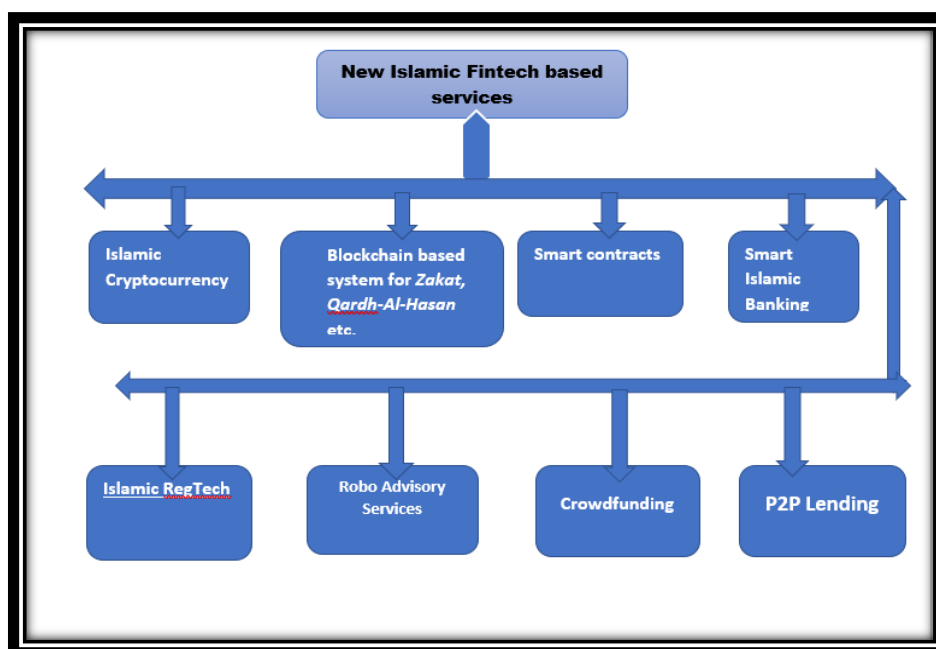 New Islamic Fintech based
services
Islamic
Cryptocurrency
Blockchain based
system for Zakat,
Qardh-Al-Hasan
etc.
Smart contracts
Smart
Islamic
Banking
Islamic RegTech
Robo Advisory
Services
Crowdfunding
P2P Lending